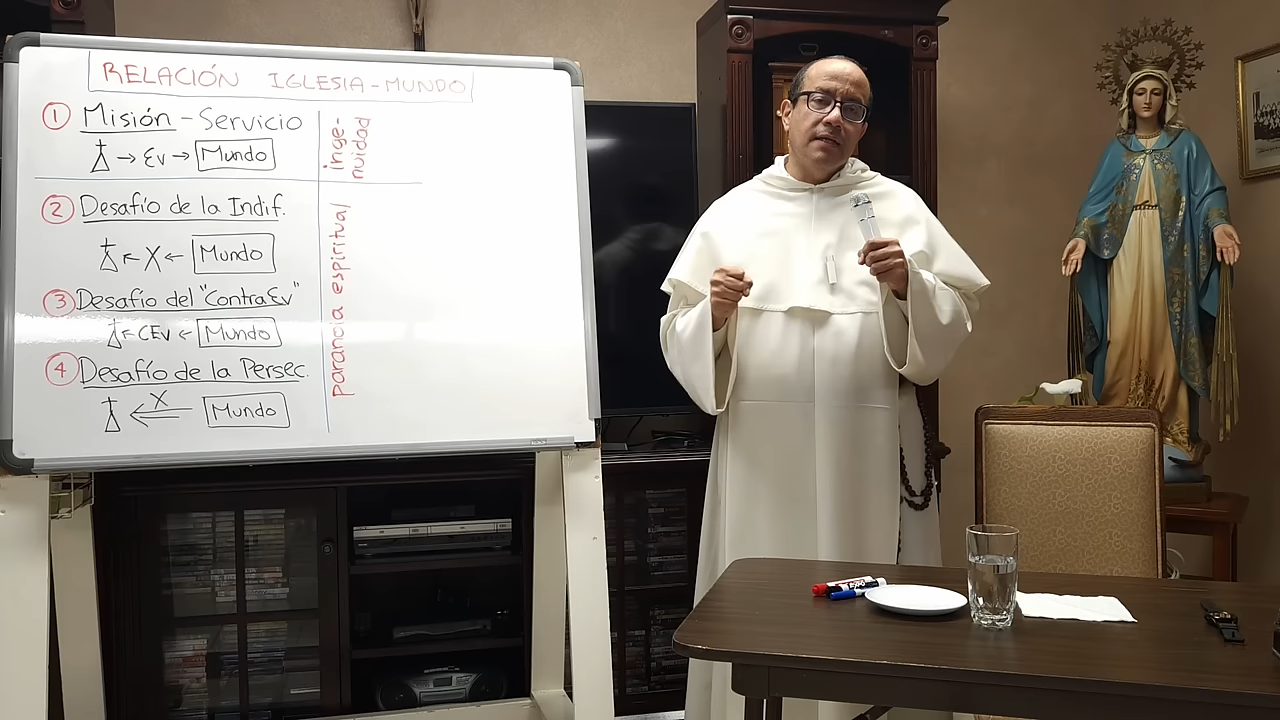 RELACIÓN IGLESIA-MUNDO
① Misión - Servicio
→ Ev → Mundo
inge-
nuidad
② Desafío de la Indif.
← X ← Mundo
③ Desafío del "ContraEv"
← CEv ← Mundo
④ Desafío de la Persec.
X
Mundo
paranoia espiritual
EXPO